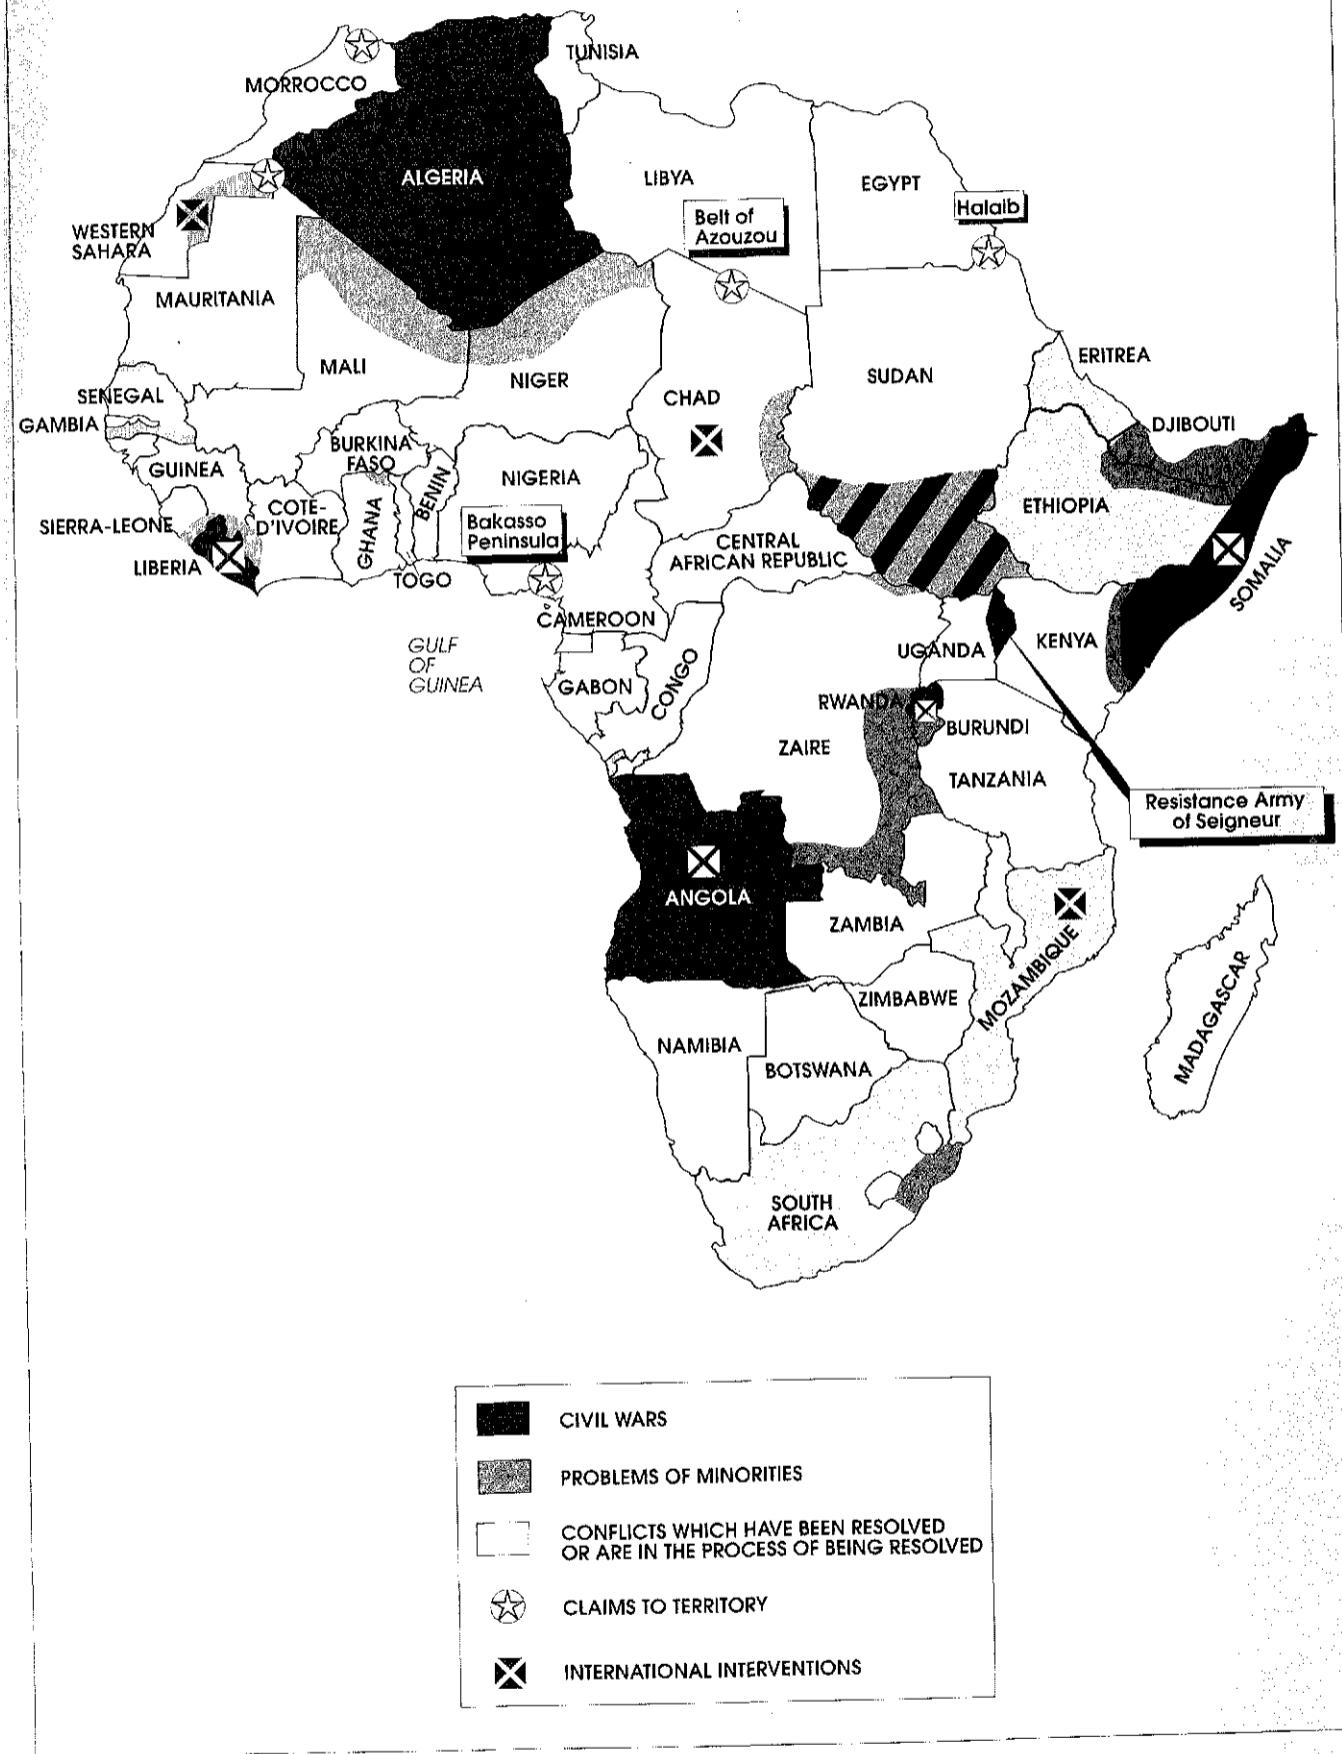 TUNISIA
MORROCCO
ALGERIA
LIBYA
EGYPT
Halaib
Belt of
Azouzou
WESTERN
SAHARA
MAURITANIA
MALI
NIGER
CHAD
SUDAN
ERITREA
SENEGAL
GAMBIA
DJIBOUTI
BURKINA
FASO
GUINEA
BENIN
NIGERIA
ETHIOPIA
COTE-
D'IVOIRE
GHANA
SIERRA-LEONE
Bakasso
Peninsula
CENTRAL
AFRICAN REPUBLIC
LIBERIA
TOGO
SOMALIA
CAMEROON
GULF
OF
GUINEA
UGANDA
KENYA
GABON
CONGO
RWANDA
BURUNDI
ZAIRE
TANZANIA
Resistance Army
of Seigneur
ANGOLA
ZAMBIA
MOZAMBIQUE
ZIMBABWE
MADAGASCAR
NAMIBIA
BOTSWANA
SOUTH
AFRICA
CIVIL WARS
PROBLEMS OF MINORITIES
CONFLICTS WHICH HAVE BEEN RESOLVED
OR ARE IN THE PROCESS OF BEING RESOLVED
CLAIMS TO TERRITORY
INTERNATIONAL INTERVENTIONS